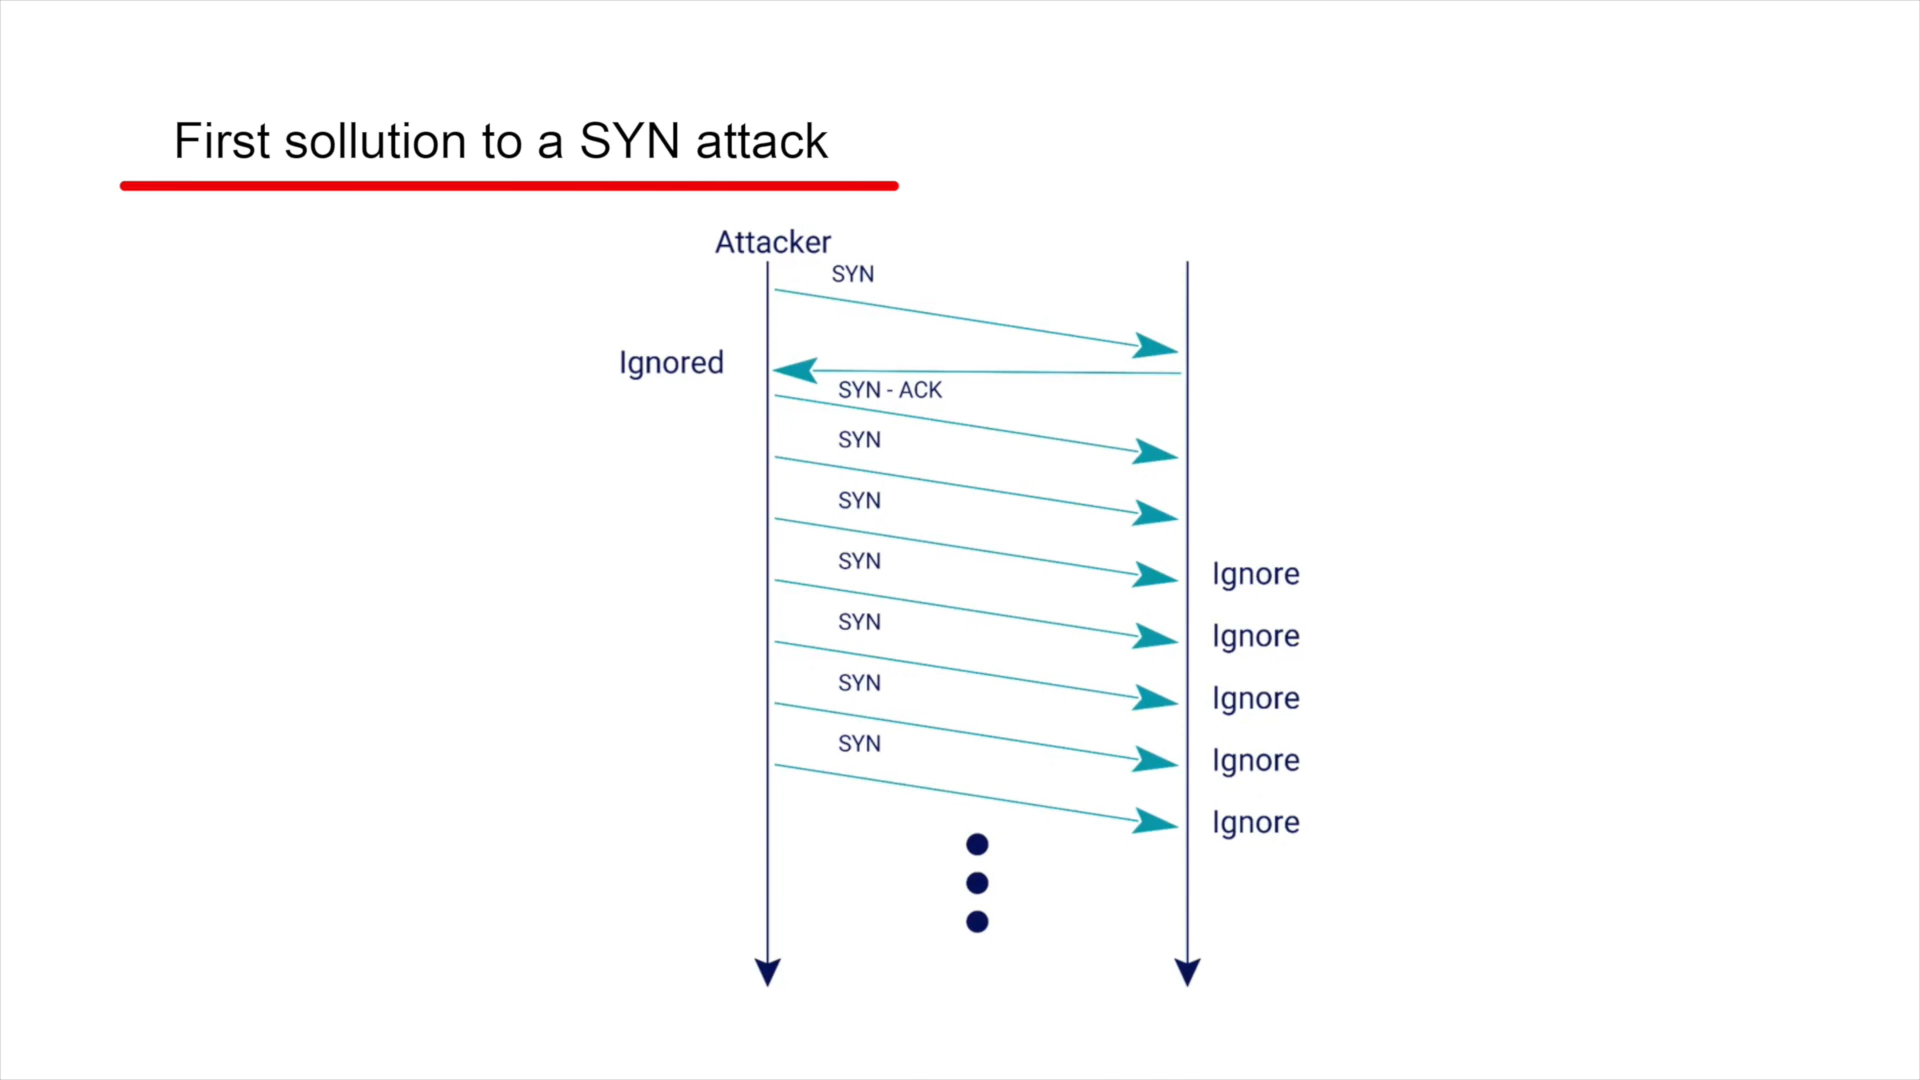 First sollution to a SYN attack
Attacker
SYN
Ignored
SYN - ACK
SYN
SYN
SYN
Ignore
SYN
Ignore
SYN
Ignore
SYN
Ignore
Ignore